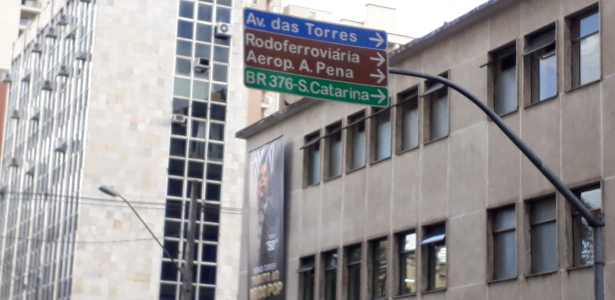 Av. das Torres
Rodoferroviária
Aerop. A. Pena
BR 376-S.Catarina